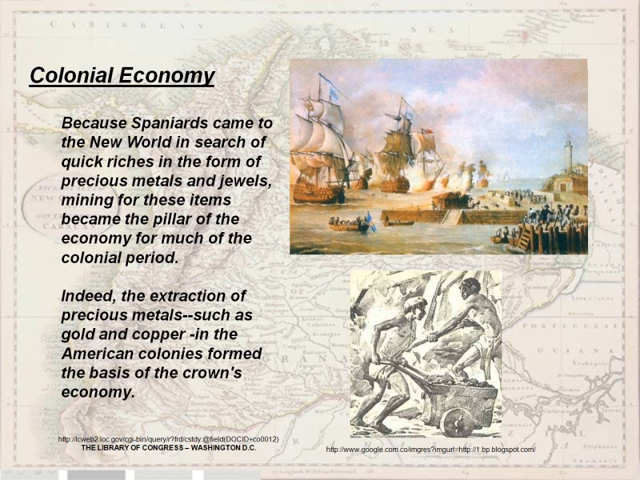 CARIBBEAN
SEA
Colonial Economy
Because Spaniards came to
the New World in search of
quick riches in the form of
precious metals and jewels,
mining for these items
became the pillar of the
economy for much of the
colonial period.
Indeed, the extraction of
precious metals--such as
gold and copper -in the
American colonies formed
the basis of the crown's
economy.
http://lcweb2.loc.gov/cgi-bin/query/r?frd/cstdy:@field(DOCID+co0012)
THE LIBRARY OF CONGRESS – WASHINGTON D.C.
http://www.google.com.co/imgres?imgurl=http://1.bp.blogspot.com/